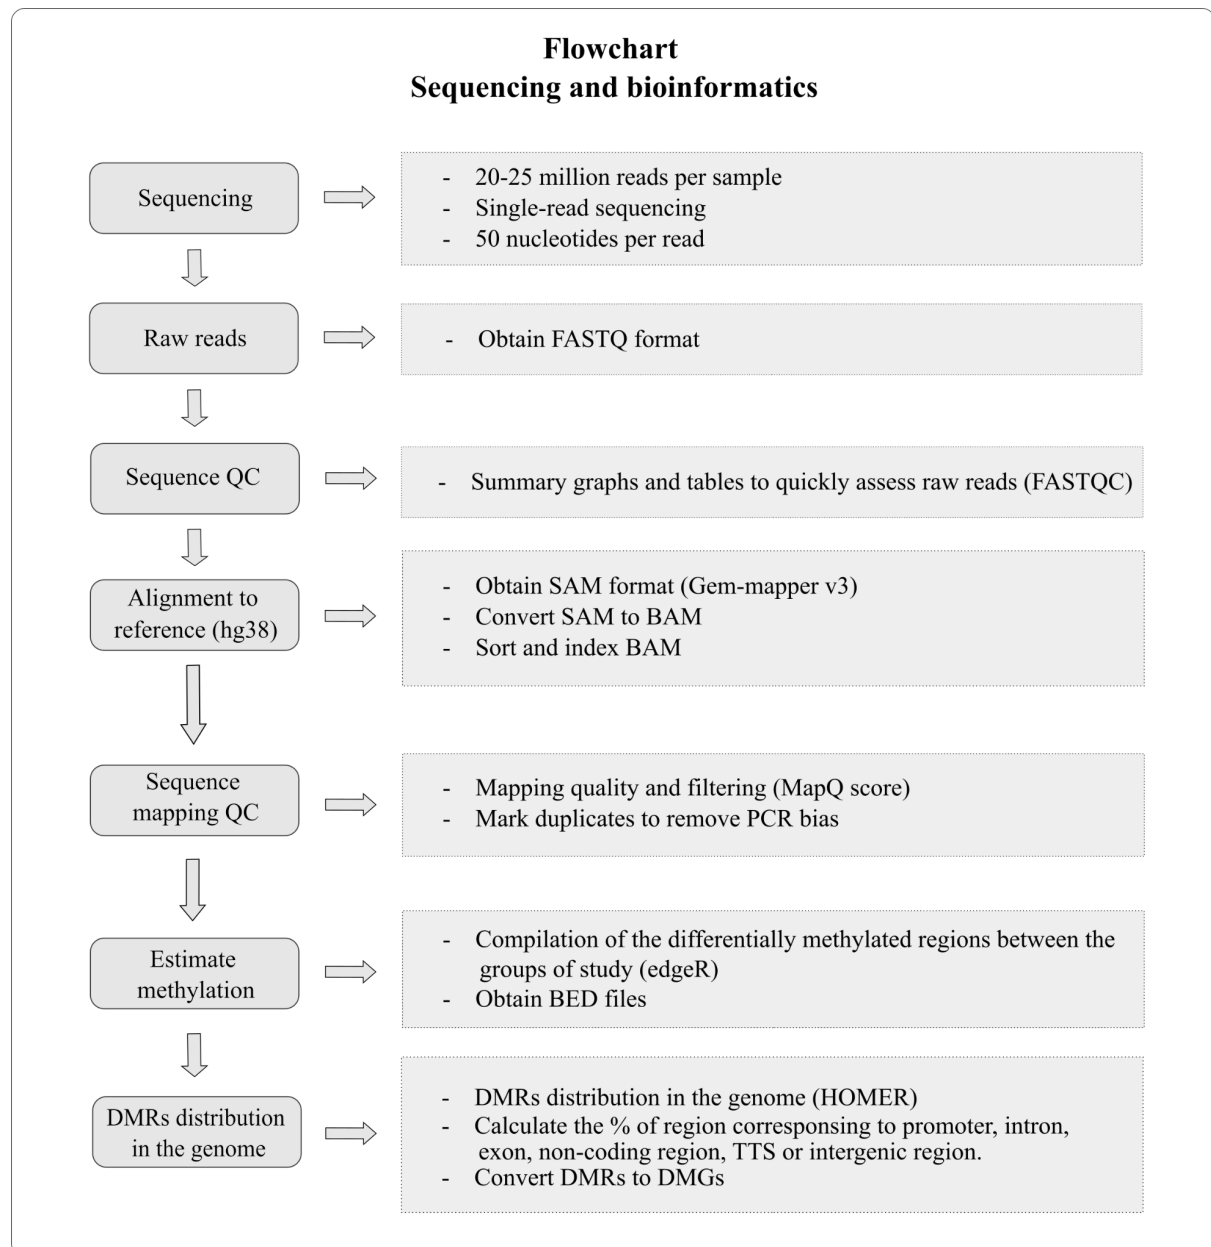 Flowchart
Sequencing and bioinformatics
Sequencing
- 20-25 million reads per sample
- Single-read sequencing
- 50 nucleotides per read
Raw reads
- Obtain FASTQ format
Sequence QC
- Summary graphs and tables to quickly assess raw reads (FASTQC)
Alignment to
reference (hg38)
- Obtain SAM format (Gem-mapper v3)
- Convert SAM to BAM
- Sort and index BAM
Sequence
mapping QC
- Mapping quality and filtering (MapQ score)
- Mark duplicates to remove PCR bias
Estimate
methylation
- Compilation of the differentially methylated regions between the
groups of study (edgeR)
- Obtain BED files
DMRs distribution
in the genome
- DMRs distribution in the genome (HOMER)
- Calculate the % of region corresponsing to promoter, intron,
exon, non-coding region, TTS or intergenic region.
- Convert DMRs to DMGs